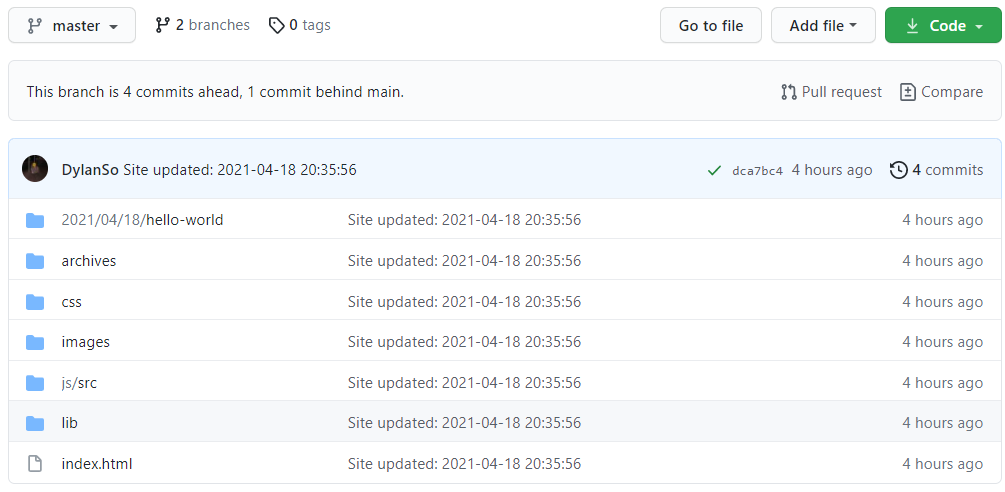 master 2 branches 0 tags Go to file Add file Code
This branch is 4 commits ahead, 1 commit behind main. Pull request Compare
DylanSo Site updated: 2021-04-18 20:35:56 dca7bc4 4 hours ago 4 commits
2021/04/18/hello-world Site updated: 2021-04-18 20:35:56 4 hours ago
archives Site updated: 2021-04-18 20:35:56 4 hours ago
css Site updated: 2021-04-18 20:35:56 4 hours ago
images Site updated: 2021-04-18 20:35:56 4 hours ago
js/src Site updated: 2021-04-18 20:35:56 4 hours ago
lib Site updated: 2021-04-18 20:35:56 4 hours ago
index.html Site updated: 2021-04-18 20:35:56 4 hours ago